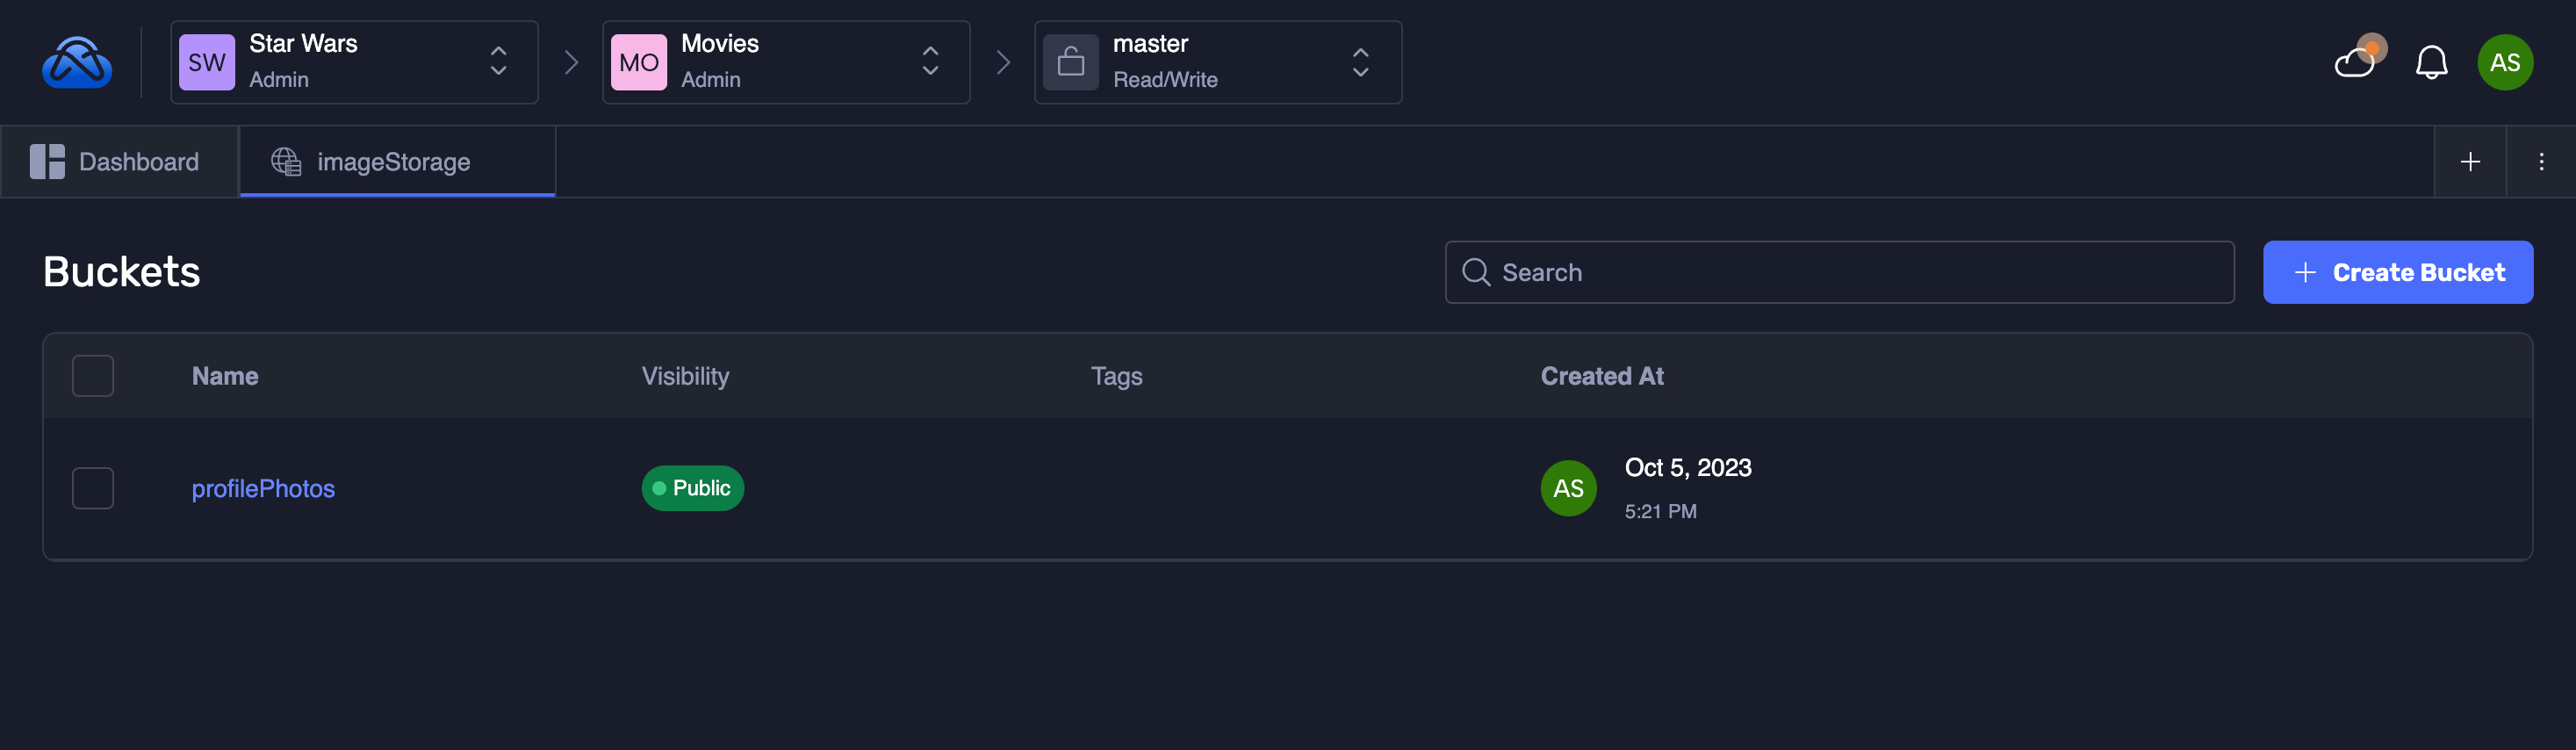 SW
Star Wars
Admin
MO
Movies
Admin
master
Read/Write
AS
Dashboard
imageStorage
Buckets
Search
Create Bucket
Name
Visibility
Tags
Created At
profilePhotos
Public
AS
Oct 5, 2023
5:21 PM